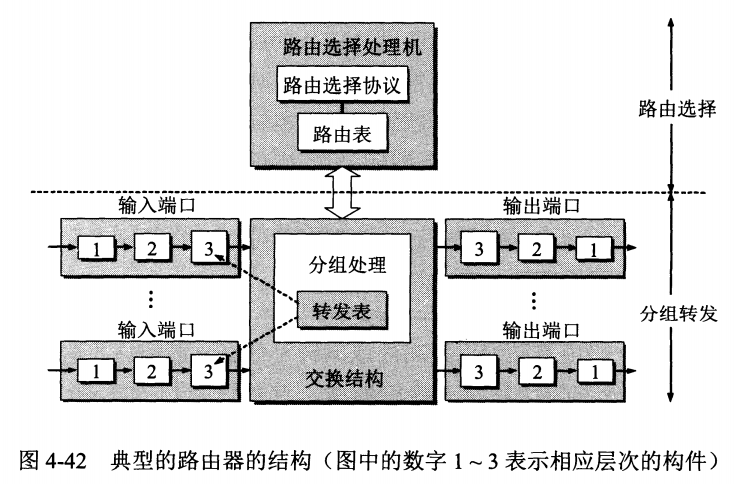 路由选择处理机
路由选择协议
路由表
路由选择
输入端口
输出端口
1 2 3
分组处理
3 2 1
转发表
分组转发
输入端口
输出端口
1 2 3
交换结构
3 2 1
图 4-42 典型的路由器的结构（图中的数字 1 ~ 3 表示相应层次的构件）